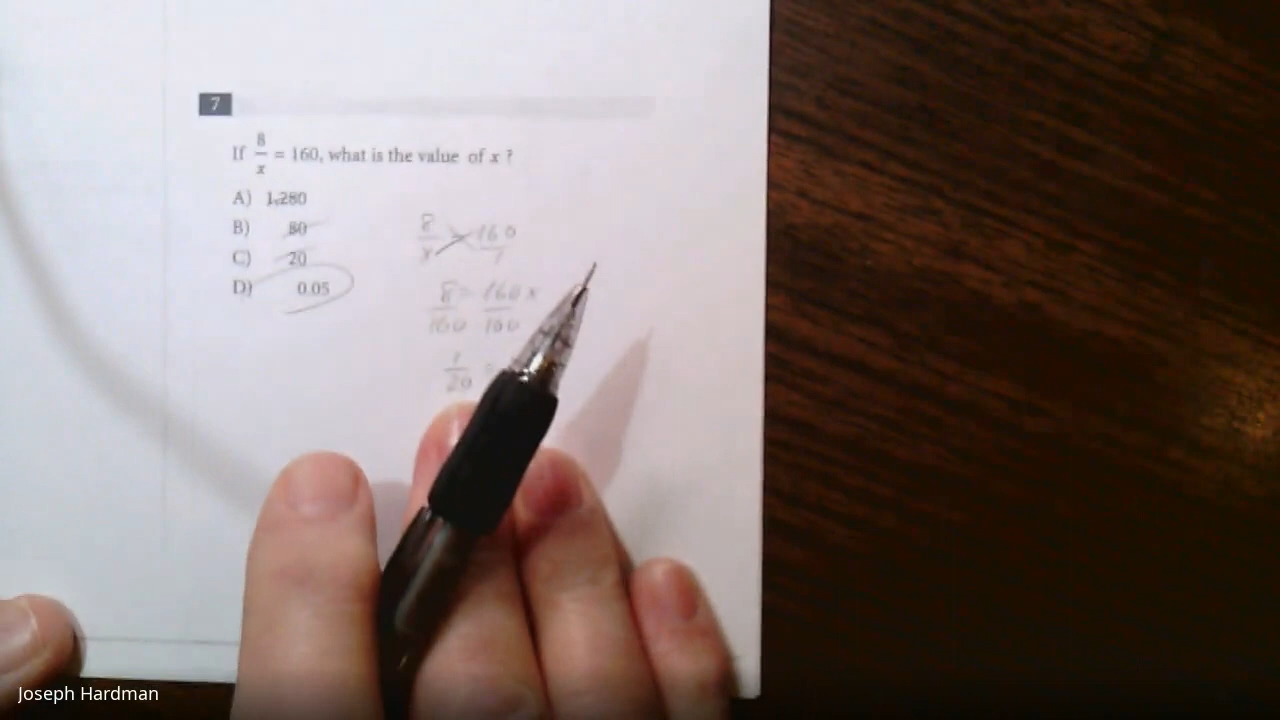 7
If 8/x = 160, what is the value of x ?
A) 1,280
B) 80
C) 20
D) 0.05
8/x 160/1
8 = 160 x
160 160
1/20 =
Joseph Hardman